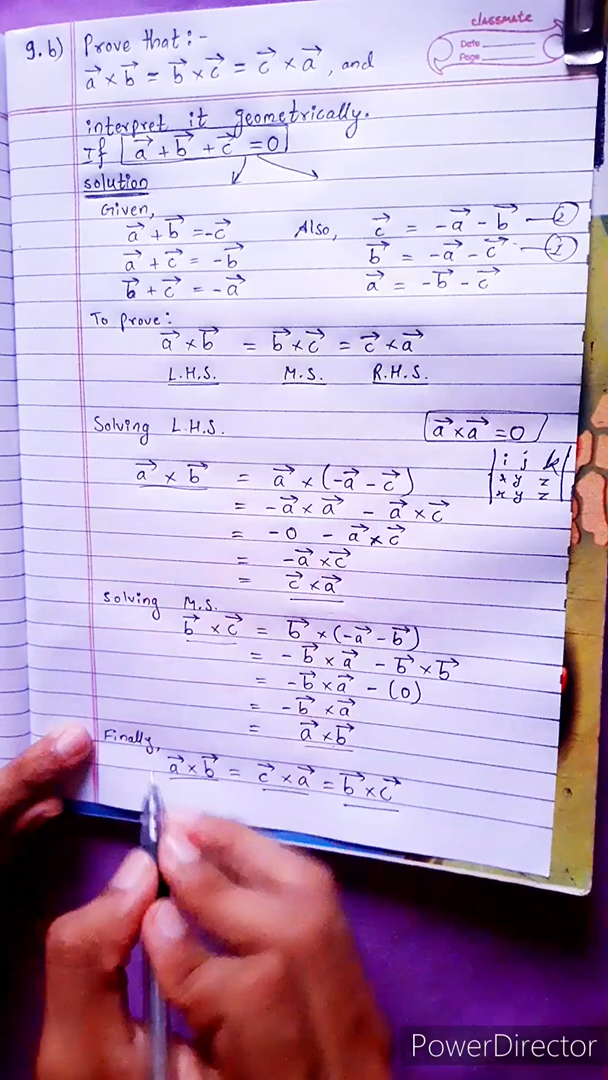 classmate
Date
Page
9.b) Prove that:-
a⃗ × b⃗ = b⃗ × c⃗ = c⃗ × a⃗, and
interpret it geometrically.
If a⃗ + b⃗ + c⃗ = 0
solution
Given,
a⃗ + b⃗ = -c⃗ Also, c⃗ = -a⃗ - b⃗ — ②
a⃗ + c⃗ = -b⃗ b⃗ = -a⃗ - c⃗ — ①
b⃗ + c⃗ = -a⃗ a⃗ = -b⃗ - c⃗
To prove:
a⃗ × b⃗ = b⃗ × c⃗ = c⃗ × a⃗
L.H.S. M.S. R.H.S.
Solving L.H.S. a⃗ × a⃗ = 0
| i j k |
| x y z |
| x y z |
a⃗ × b⃗ = a⃗ × (-a⃗ - c⃗)
= -a⃗ × a⃗ - a⃗ × c⃗
= -0 - a⃗ × c⃗
= -a⃗ × c⃗
= c⃗ × a⃗
Solving M.S.
b⃗ × c⃗ = b⃗ × (-a⃗ - b⃗)
= -b⃗ × a⃗ - b⃗ × b⃗
= -b⃗ × a⃗ - (0)
= -b⃗ × a⃗
= a⃗ × b⃗
Finally,
a⃗ × b⃗ = c⃗ × a⃗ = b⃗ × c⃗
PowerDirector